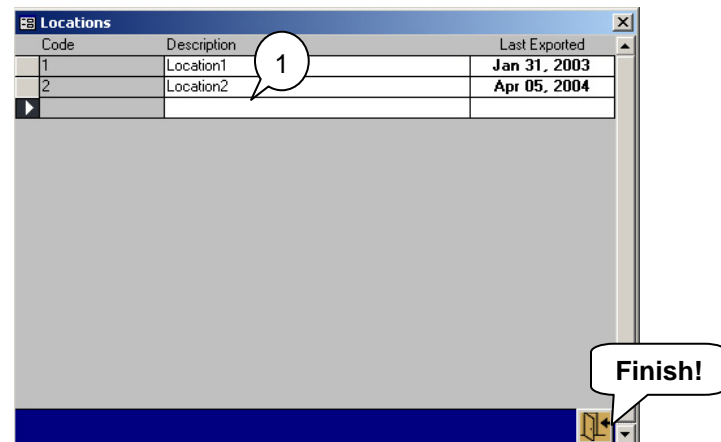 Locations
Code Description Last Exported
1 Location1 Jan 31, 2003
2 Location2 Apr 05, 2004
1
Finish!